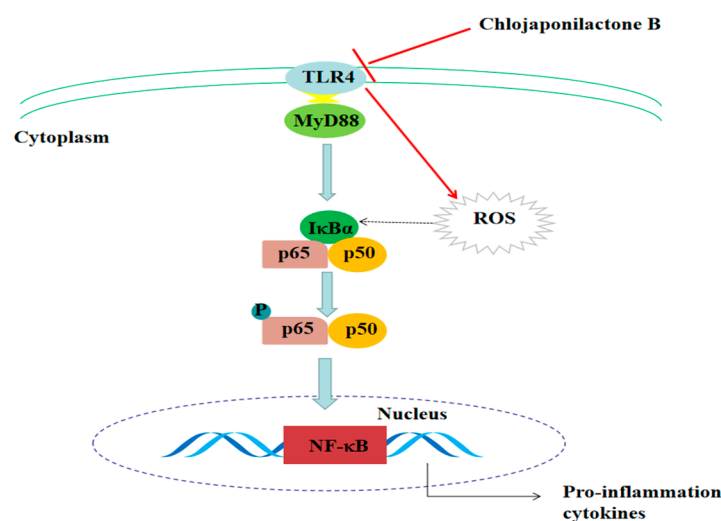 Chlojaponilactone B
TLR4
MyD88
Cytoplasm
ROS
IκBα
p65
p50
P
p65
p50
Nucleus
NF-κB
Pro-inflammation
cytokines